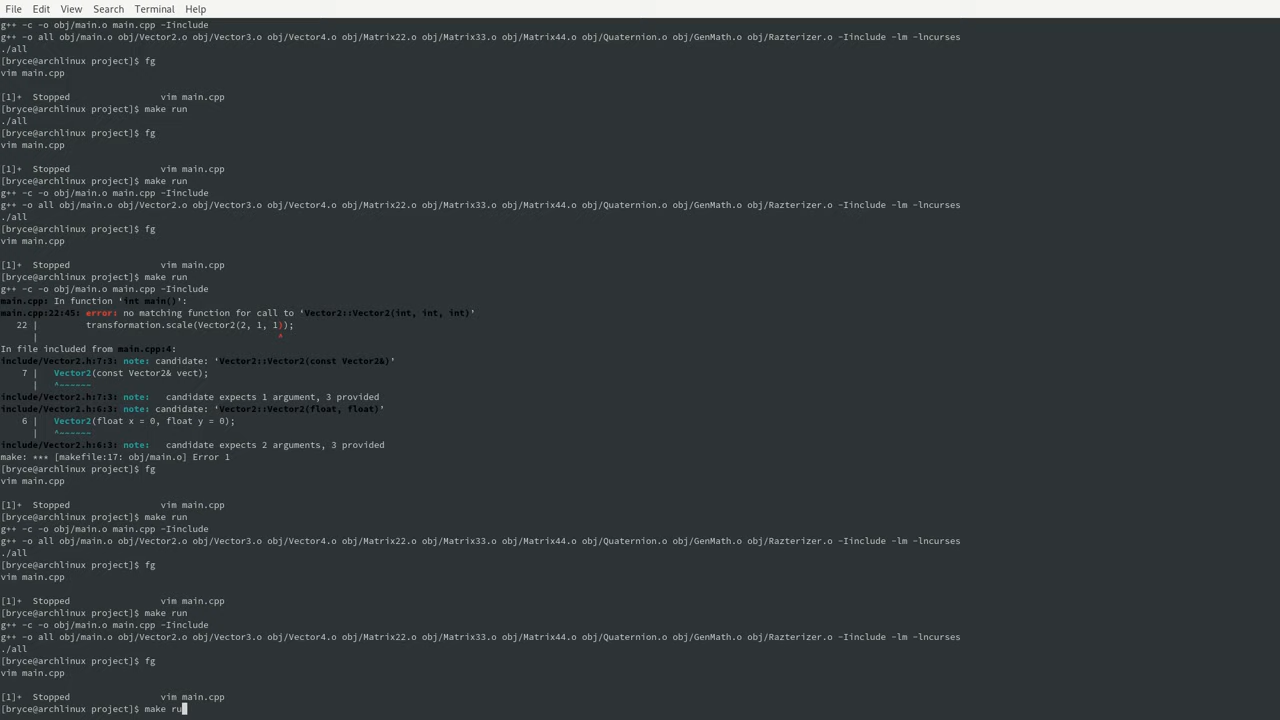 File Edit View Search Terminal Help
g++ -c -o obj/main.o main.cpp -Iinclude
g++ -o all obj/main.o obj/Vector2.o obj/Vector3.o obj/Vector4.o obj/Matrix22.o obj/Matrix33.o obj/Matrix44.o obj/Quaternion.o obj/GenMath.o obj/Razterizer.o -Iinclude -lm -lncurses
./all
[bryce@archlinux project]$ fg
vim main.cpp
[1]+  Stopped                 vim main.cpp
[bryce@archlinux project]$ make run
./all
[bryce@archlinux project]$ fg
vim main.cpp
[1]+  Stopped                 vim main.cpp
[bryce@archlinux project]$ make run
g++ -c -o obj/main.o main.cpp -Iinclude
g++ -o all obj/main.o obj/Vector2.o obj/Vector3.o obj/Vector4.o obj/Matrix22.o obj/Matrix33.o obj/Matrix44.o obj/Quaternion.o obj/GenMath.o obj/Razterizer.o -Iinclude -lm -lncurses
./all
[bryce@archlinux project]$ fg
vim main.cpp
[1]+  Stopped                 vim main.cpp
[bryce@archlinux project]$ make run
g++ -c -o obj/main.o main.cpp -Iinclude
main.cpp: In function 'int main()':
main.cpp:22:45: error: no matching function for call to 'Vector2::Vector2(int, int, int)'
   22 |         transformation.scale(Vector2(2, 1, 1));
      |                                             ^
In file included from main.cpp:4:
include/Vector2.h:7:3: note: candidate: 'Vector2::Vector2(const Vector2&)'
    7 |   Vector2(const Vector2& vect);
      |   ^~~~~~~
include/Vector2.h:7:3: note:   candidate expects 1 argument, 3 provided
include/Vector2.h:6:3: note: candidate: 'Vector2::Vector2(float, float)'
    6 |   Vector2(float x = 0, float y = 0);
      |   ^~~~~~~
include/Vector2.h:6:3: note:   candidate expects 2 arguments, 3 provided
make: *** [makefile:17: obj/main.o] Error 1
[bryce@archlinux project]$ fg
vim main.cpp
[1]+  Stopped                 vim main.cpp
[bryce@archlinux project]$ make run
g++ -c -o obj/main.o main.cpp -Iinclude
g++ -o all obj/main.o obj/Vector2.o obj/Vector3.o obj/Vector4.o obj/Matrix22.o obj/Matrix33.o obj/Matrix44.o obj/Quaternion.o obj/GenMath.o obj/Razterizer.o -Iinclude -lm -lncurses
./all
[bryce@archlinux project]$ fg
vim main.cpp
[1]+  Stopped                 vim main.cpp
[bryce@archlinux project]$ make run
g++ -c -o obj/main.o main.cpp -Iinclude
g++ -o all obj/main.o obj/Vector2.o obj/Vector3.o obj/Vector4.o obj/Matrix22.o obj/Matrix33.o obj/Matrix44.o obj/Quaternion.o obj/GenMath.o obj/Razterizer.o -Iinclude -lm -lncurses
./all
[bryce@archlinux project]$ fg
vim main.cpp
[1]+  Stopped                 vim main.cpp
[bryce@archlinux project]$ make ru